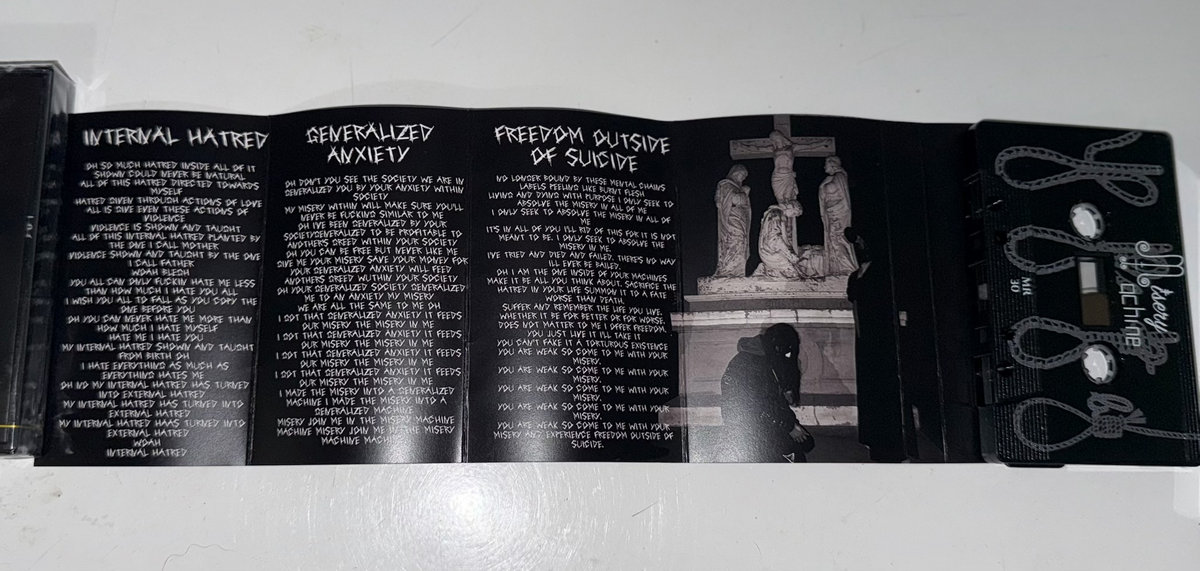 INTERNAL HATRED
OH SO MUCH HATRED INSIDE ALL OF IT
SHOWN COULD NEVER BE NATURAL
ALL OF THIS HATRED DIRECTED TOWARDS
MYSELF
HATRED GIVEN THROUGH ACTIONS OF LOVE
ALL IS GIVE EVEN THESE ACTIONS OF
VIOLENCE
VIOLENCE IS SHOWN AND TAUGHT
ALL OF THIS INTERNAL HATRED PLANTED BY
THE ONE I CALL MOTHER
VIOLENCE SHOWN AND TAUGHT BY THE ONE
I CALL FATHER
WOAH BLEGH
YOU ALL CAN ONLY FUCKIN HATE ME LESS
THAN HOW MUCH I HATE YOU ALL
I WISH YOU ALL TO FALL AS YOU COPY THE
ONE BEFORE YOU
OH YOU CAN NEVER HATE ME MORE THAN
HOW MUCH I HATE MYSELF
HATE ME I HATE YOU
MY INTERNAL HATRED SHOWN AND TAUGHT
FROM BIRTH OH
I HATE EVERYTHING AS MUCH AS
EVERYTHING HATES ME
OH IND MY INTERNAL HATRED HAS TURNED
INTO EXTERNAL HATRED
MY INTERNAL HATRED HAS TURNED INTO
EXTERNAL HATRED
MY INTERNAL HATRED HAAS TURNED INTO
EXTERNAL HATRED
WOAH
INTERNAL HATRED
GENERALIZED
ANXIETY
OH DON'T YOU SEE THE SOCIETY WE ARE IN
GENERALIZED YOU BY YOUR ANXIETY WITHIN
SOCIETY
MY MISERY WITHIN WILL MAKE SURE YOU'LL
NEVER BE FUCKING SIMILAR TO ME
OH IVE BEEN GENERALIZED BY YOUR
SOCIETYGENERALIZED TO BE PROFITABLE TO
ANOTHERS GREED WITHIN YOUR SOCIETY
OH YOU CAN BE FREE BUT NEVER LIKE ME
GIVE ME YOUR MISERY SAVE YOUR MONEY FOR
YOUR GENERALIZED ANXIETY WILL FEED
ANOTHERS GREED WUTHIN YOUR SOCIETY
OH YOUR GENERALIZED SOCIETY GENERALIZED
ME TO AN ANXIETY MY MISERY
WE ARE ALL THE SAME TO ME OH
I GOT THAT GENERALIZED ANXIETY IT FEEDS
OUR MISERY THE MISERY IN ME
I GOT THAT GENERALIZED ANXIETY IT FEEDS
OUR MISERY THE MISERY IN ME
I GOT THAT GENERALIZED ANXIETY IT FEEDS
OUR MISERY THE MISERY IN ME
I GOT THAT GENERALIZED ANXIETY IT FEEDS
OUR MISERY THE MISERY IN ME
I MADE THE MISERY INTO A GENERALIZED
MACHINE I MADE THE MISERY INTO A
GENERALIZED MACHINE
MISERY JOIN ME IN THE MISERY
MACHINE MISERY JOIN ME IN THE MISERY
MACHINE MACHINE
FREEDOM OUTSIDE
OF SUICIDE
NO LONGER BOUND BY THESE MENTAL CHAINS
LABELS PEELING LIKE BURNT FLESH
LIVING AND DYING WITH PURPOSE I ONLY SEEK TO
ABSOLVE THE MISERY IN ALL OF ME
I ONLY SEEK TO ABSOLVE THE MISERY IN ALL OF
ME
IT'S IN ALL OF YOU I'LL RID OF THIS FOR IT IS NOT
MEANT TO BE. I ONLY SEEK TO ABSOLVE THE
MISERY IN ME.
I'VE TRIED AND DIED AND FAILED. THERE'S NO WAY
ILL EVER BE BAILED.
OH I AM THE ONE INSIDE OF YOUR MACHINES
MAKE IT BE ALL YOU THINK ABOUT, SACRIFICE THE
HATRED IN YOUR LIFE SUMMON IT TO A FATE
WORSE THAN DEATH.
SUFFER AND REMEMBER THE LIFE YOU LIVE.
WHETHER IT BE FOR BETTER OR FOR WORSE.
DOES NOT MATTER TO ME I OFFER FREEDOM.
YOU JUST LIVE IT ILL TAKE IT
YOU CAN'T FAKE IT A TORTUROUS EXISTENCE
YOU ARE WEAK SO COME TO ME WITH YOUR
MISERY.
YOU ARE WEAK SO COME TO ME WITH YOUR
MISERY.
YOU ARE WEAK SO COME TO ME WITH YOUR
MISERY.
YOU ARE WEAK SO COME TO ME WITH YOUR
MISERY.
YOU ARE WEAK SO COME TO ME WITH YOUR
MISERY AND EXPERIENCE FREEDOM OUTSIDE OF
SUICIDE.
Misery
Machine
MR
30